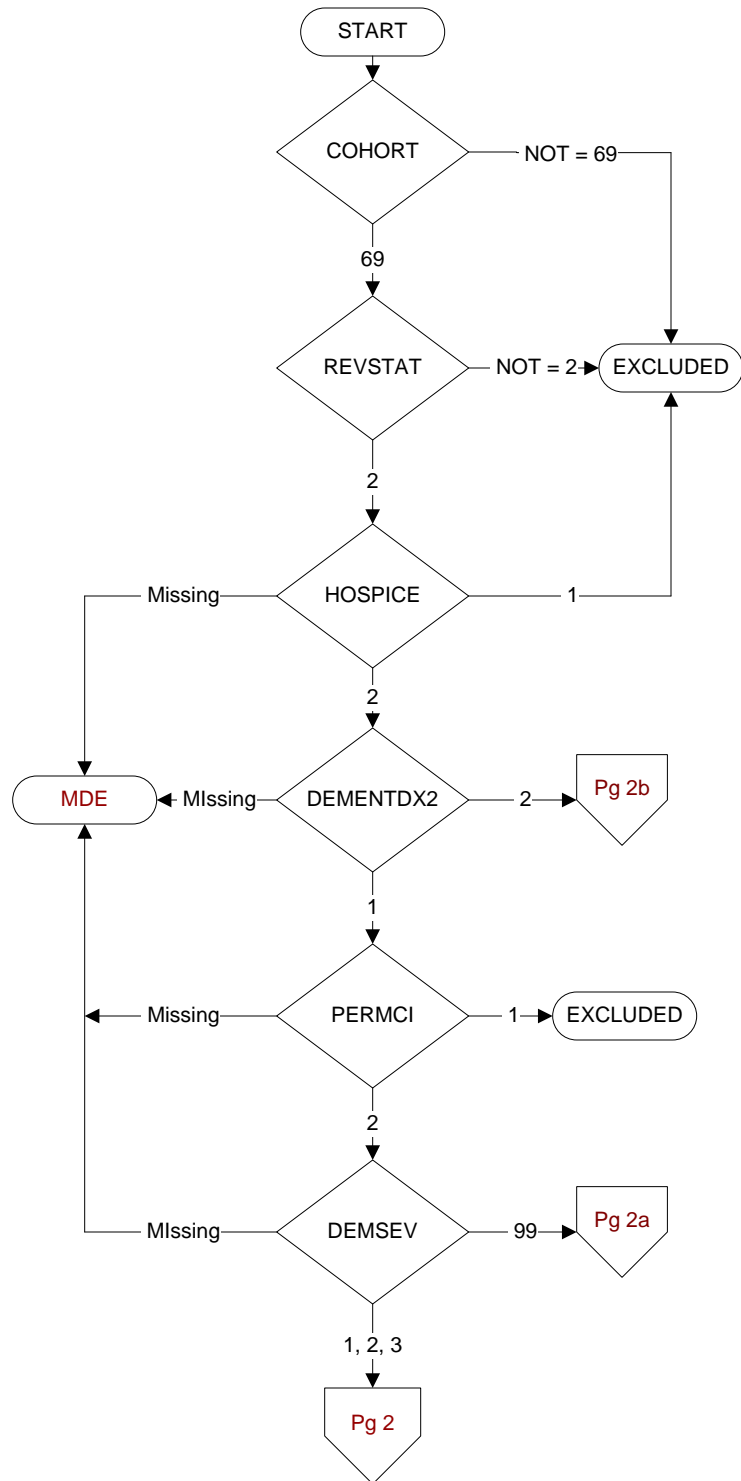 START
COHORT
NOT = 69
69
REVSTAT
NOT = 2
EXCLUDED
2
Missing
HOSPICE
1
2
MDE
MIssing
DEMENTDX2
2
Pg 2b
1
Missing
PERMCI
1
EXCLUDED
2
MIssing
DEMSEV
99
Pg 2a
1, 2, 3
Pg 2